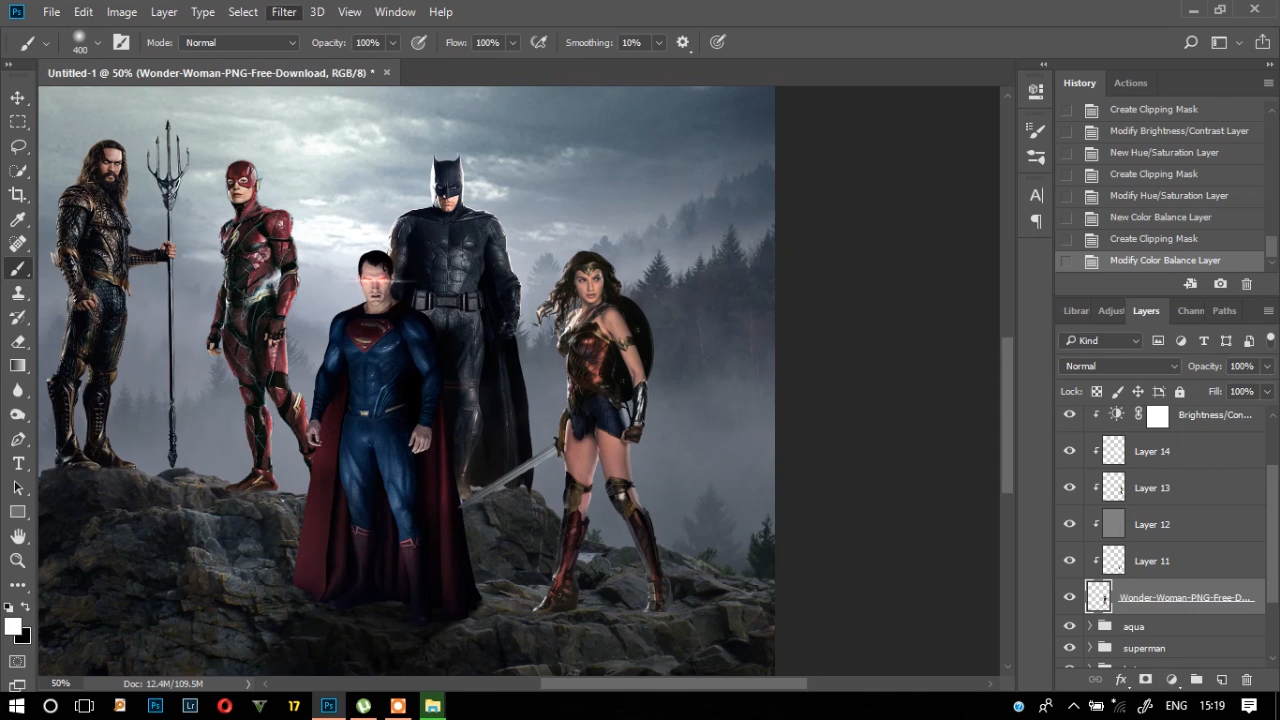 Ps File Edit Image Layer Type Select Filter 3D View Window Help
400 Mode: Normal Opacity: 100% Flow: 100% Smoothing: 10%
Untitled-1 @ 50% (Wonder-Woman-PNG-Free-Download, RGB/8) *
History Actions
Create Clipping Mask
Modify Brightness/Contrast Layer
New Hue/Saturation Layer
Create Clipping Mask
Modify Hue/Saturation Layer
New Color Balance Layer
Create Clipping Mask
Modify Color Balance Layer
Librar Adjus Layers Chann Paths
Kind
Normal Opacity: 100%
Lock: Fill: 100%
Brightness/Con...
Layer 14
Layer 13
Layer 12
Layer 11
Wonder-Woman-PNG-Free-D...
aqua
superman
50% Doc: 12.4M/109.5M
Ps Lr 17 Ps ENG 15:19